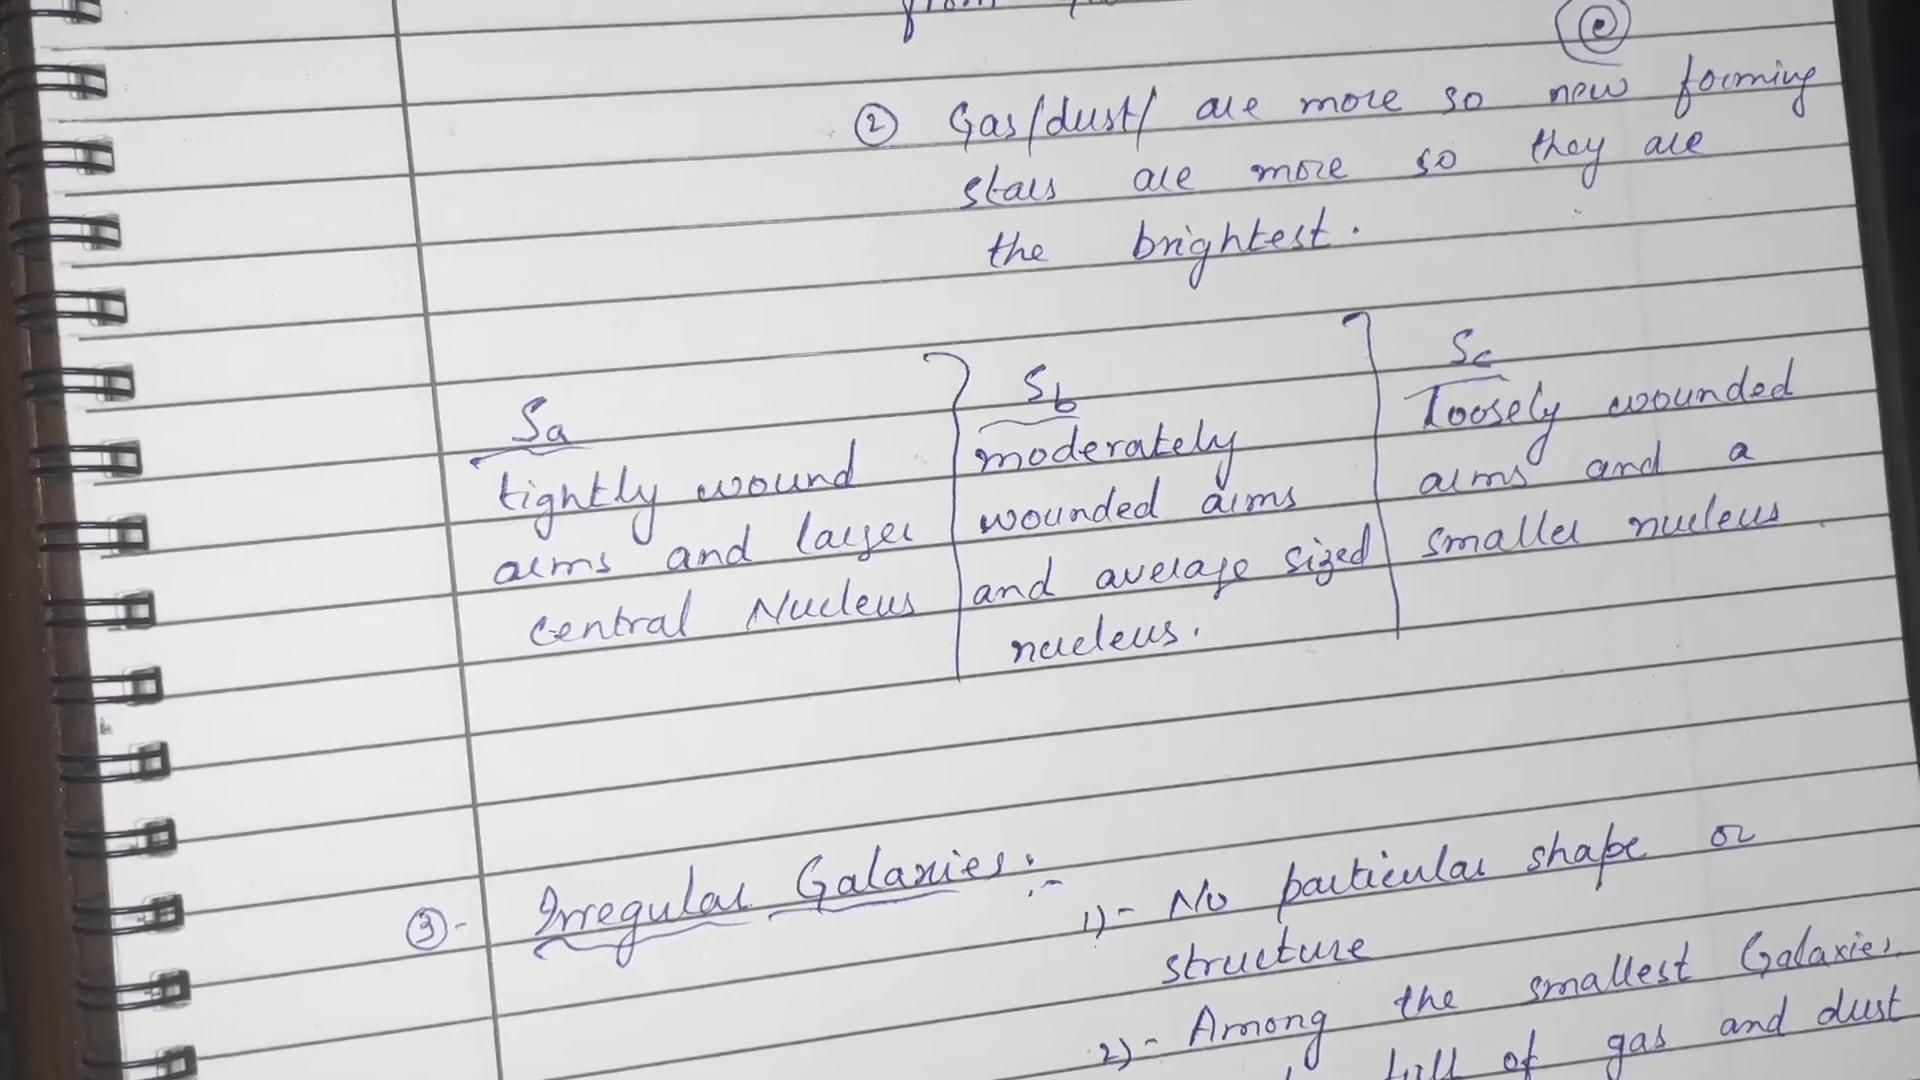 from
②
② Gas/dust/ are more so new forming
stars are more so they are
the brightest.
Sa
tightly wound
arms and larger
central Nucleus
Sb
moderately
wounded arms
and average sized
nucleus.
Sc
Loosely wounded
arms and a
smaller nucleus
③- Irregular Galaxies:-
1)- No particular shape or
structure
2)- Among the smallest Galaxies
full of gas and dust